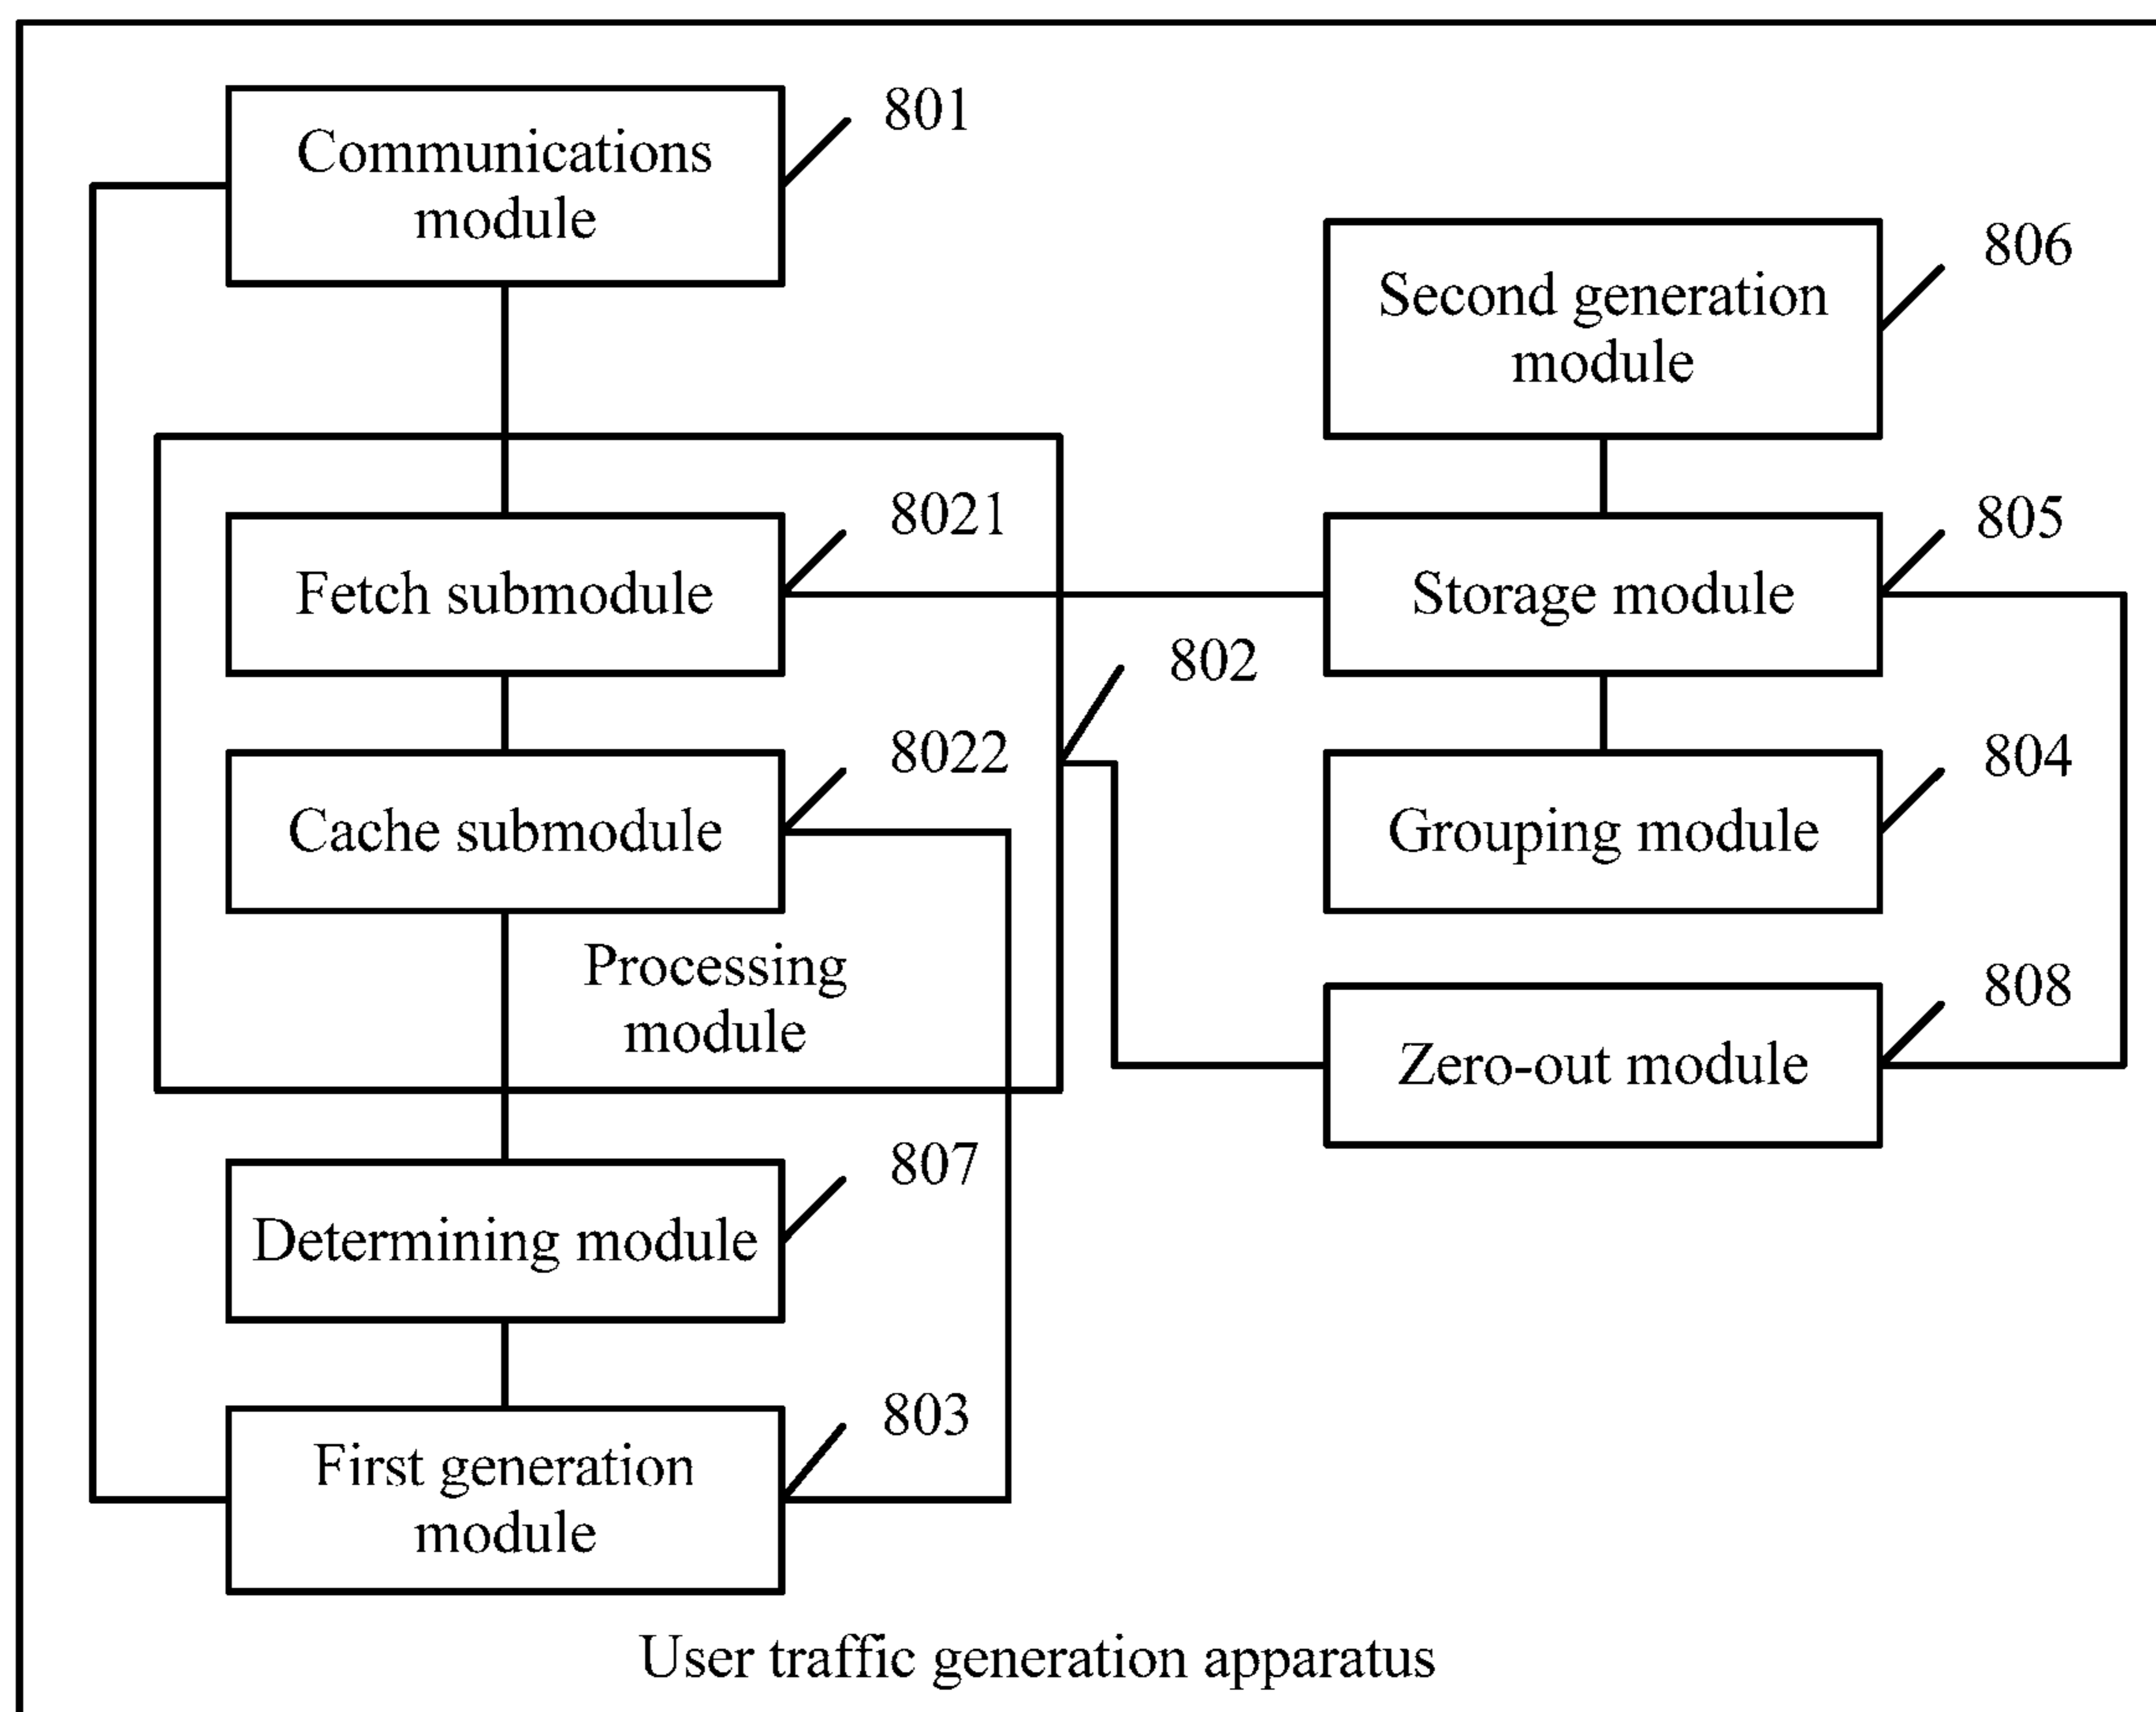 801
Communications
module
806
Second generation
module
8021
Fetch submodule
805
Storage module
802
8022
Cache submodule
804
Grouping module
Processing
module
808
Zero-out module
807
Determining module
803
First generation
module
User traffic generation apparatus